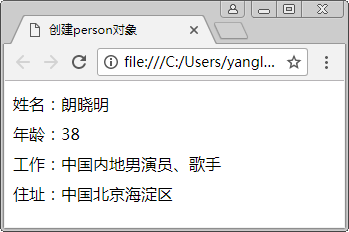 创建person对象
file:///C:/Users/yangl...
姓名：朗晓明
年龄：38
工作：中国内地男演员、歌手
住址：中国北京海淀区